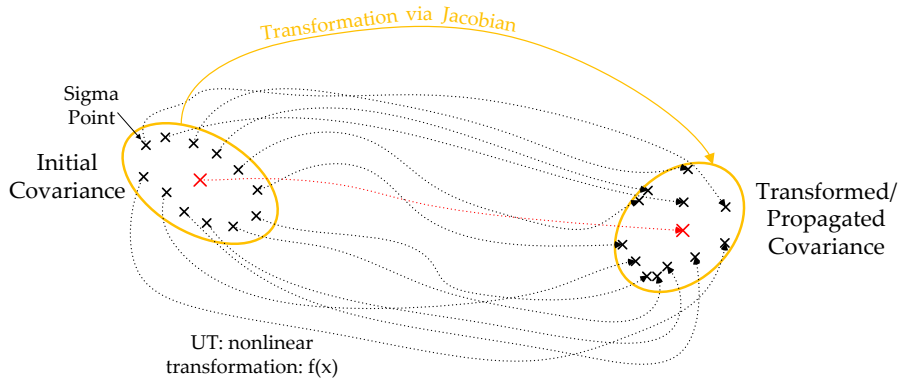 Transformation via Jacobian
Sigma
Point
Initial
Covariance
Transformed/
Propagated
Covariance
UT: nonlinear
transformation: f(x)